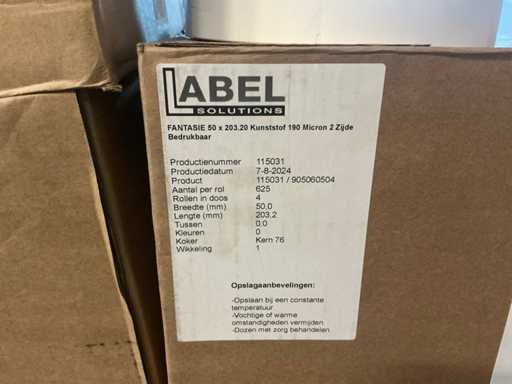 LABEL
SOLUTIONS
FANTASIE 50 x 203,20 Kunststof 190 Micron 2 Zijde
Bedrukbaar
Productienummer 115031
Productiedatum 7-8-2024
Product 115031 / 905060504
Aantal per rol 625
Rollen in doos 4
Breedte (mm) 50,0
Lengte (mm) 203,2
Tussen 0,0
Kleuren 0
Koker Kern 76
Wikkeling 1
Opslagaanbevelingen:
-Opslaan bij een constante
temperatuur
-Vochtige of warme
omstandigheden vermijden
-Dozen met zorg behandelen